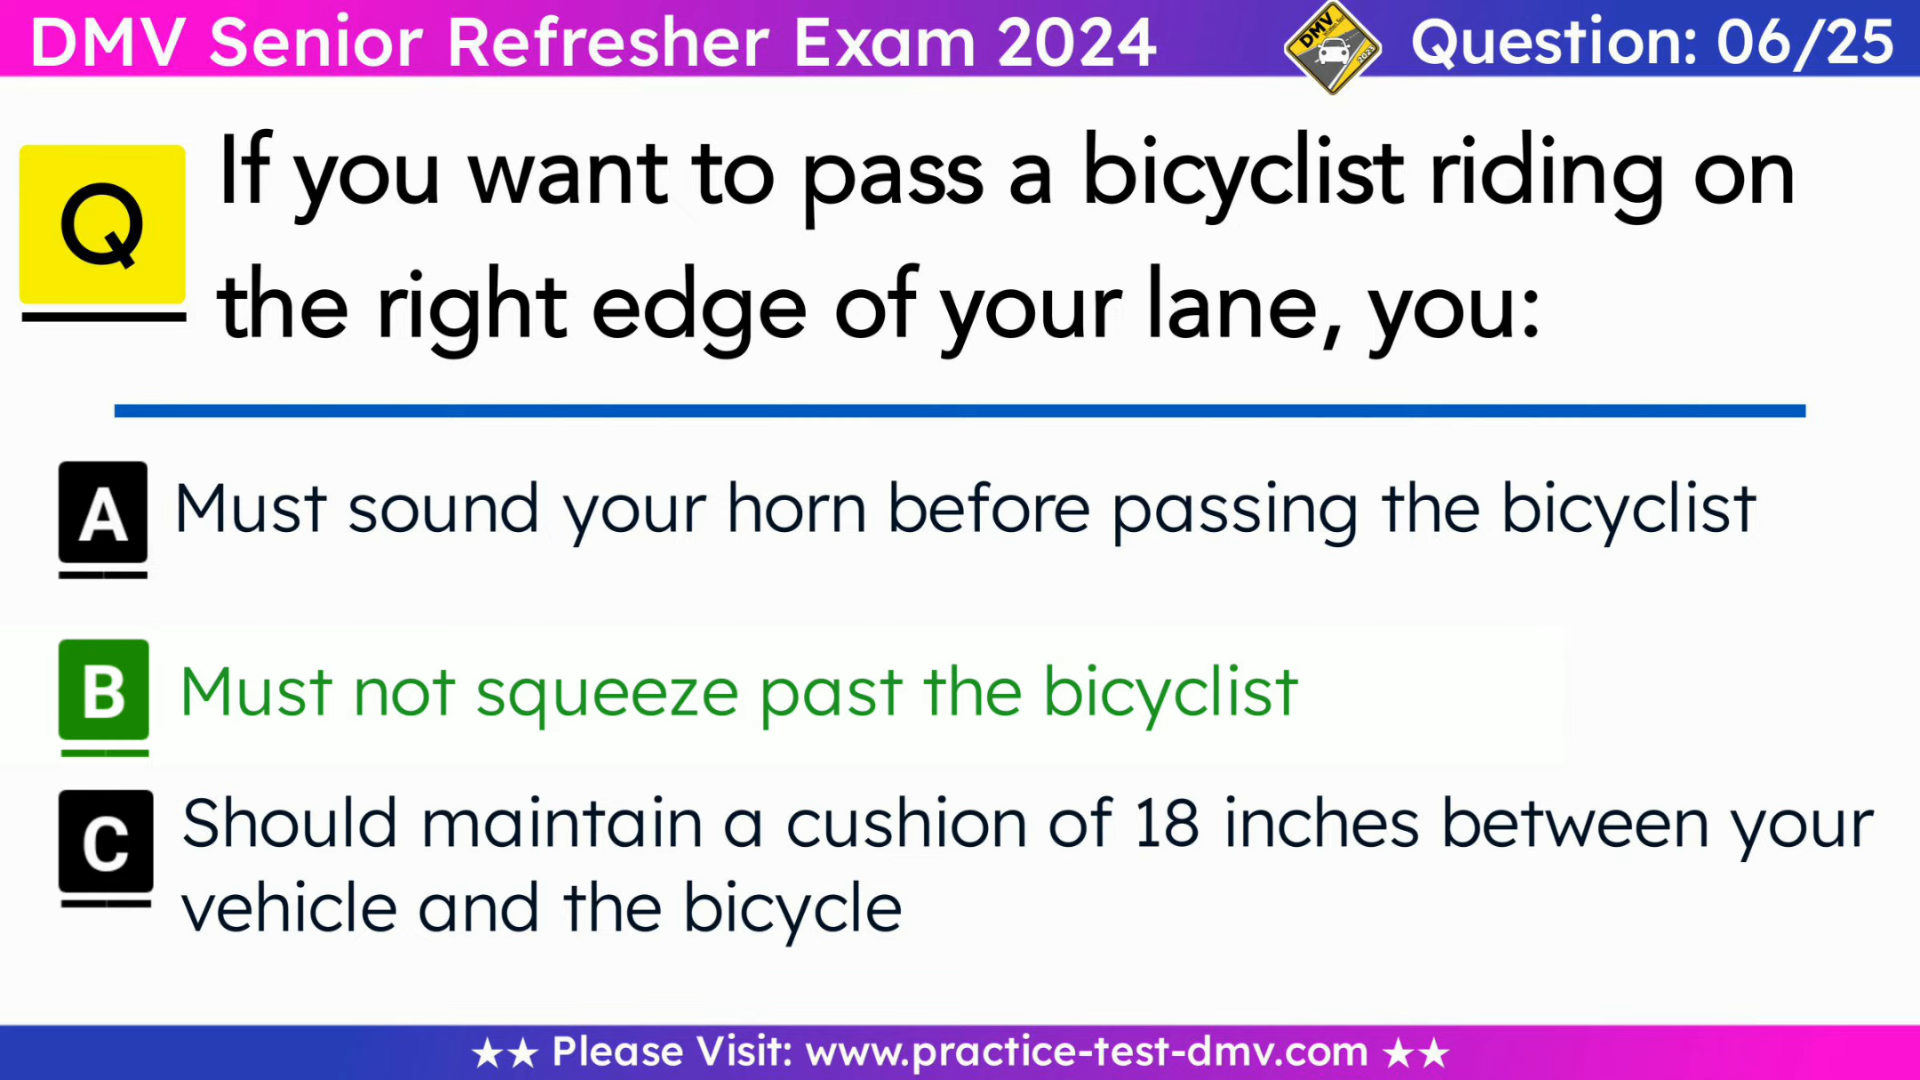 DMV Senior Refresher Exam 2024
DMV
Question: 06/25
Q
If you want to pass a bicyclist riding on
the right edge of your lane, you:
A
Must sound your horn before passing the bicyclist
B
Must not squeeze past the bicyclist
C
Should maintain a cushion of 18 inches between your
vehicle and the bicycle
★★ Please Visit: www.practice-test-dmv.com ★★